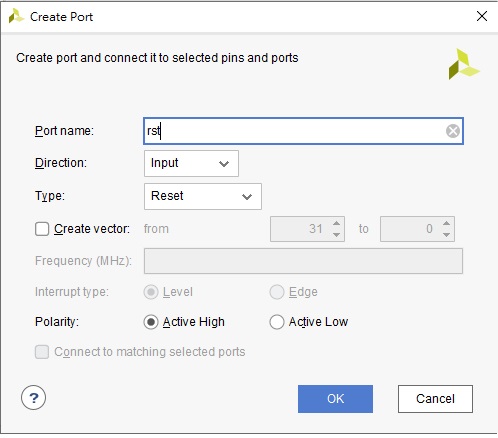 Create Port
Create port and connect it to selected pins and ports
Port name: rst
Direction: Input
Type: Reset
Create vector: from 31 to 0
Frequency (MHz):
Interrupt type: Level Edge
Polarity: Active High Active Low
Connect to matching selected ports
? OK Cancel